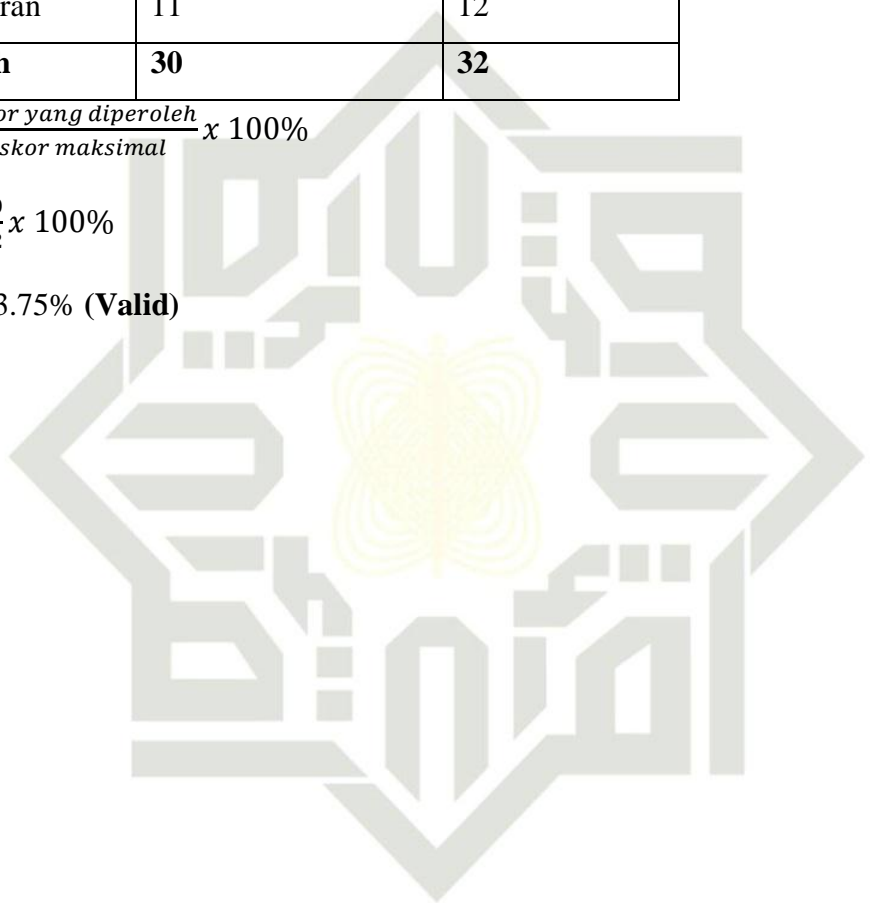 ran 11 12
30 32
or yang diperoleh
skor maksimal x 100%
x 100%
3.75% (Valid)